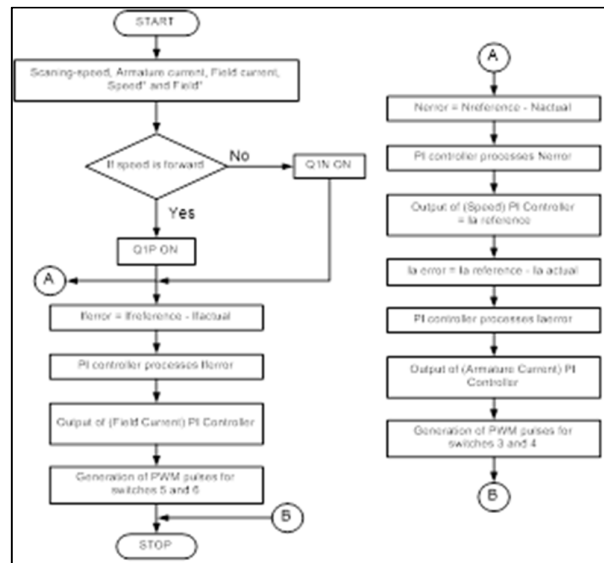 START
Scaning-speed, Armature current, Field current,
Speed* and Field*
If speed is forward
No
Q1N ON
Yes
Q1P ON
A
Iferror = Ifreference - Ifactual
PI controller processes Iferror
Output of (Field Current) PI Controller
Generation of PWM pulses for
switches 5 and 6
B
STOP
A
Nerror = Nreference - Nactual
PI controller processes Nerror
Output of (Speed) PI Controller
= Ia reference
Ia error = Ia reference - Ia actual
PI controller processes Iaerror
Output of (Armature Current) PI
Controller
Generation of PWM pulses for
switches 3 and 4
B